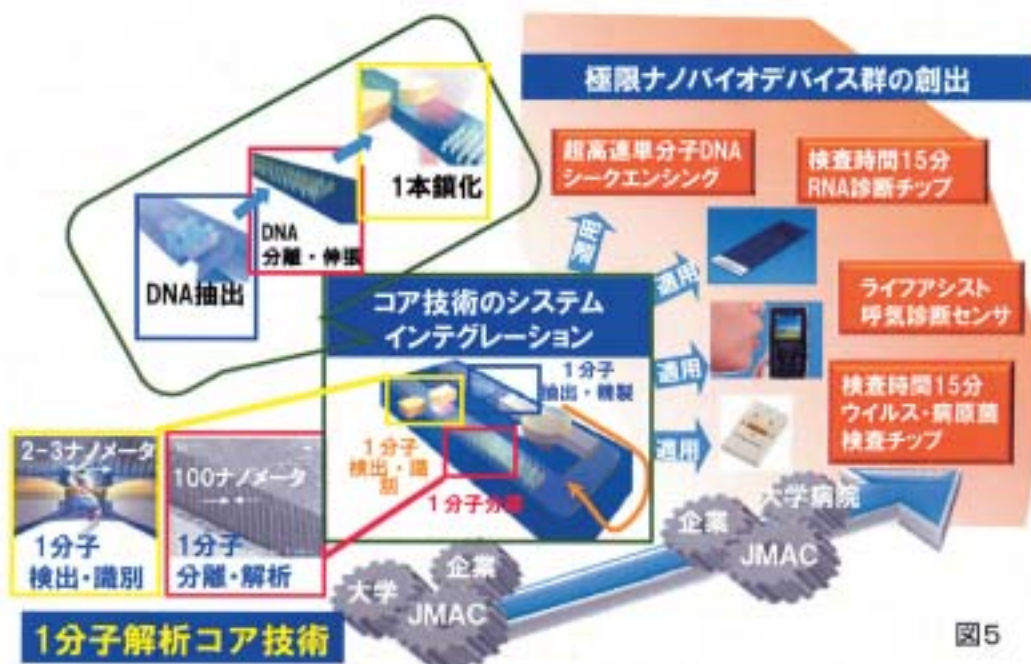 極限ナノバイオデバイス群の創出
超高速単分子DNA
シークエンシング
検査時間15分
RNA診断チップ
ライフアシスト
呼気診断センサ
検査時間15分
ウイルス・病原菌
検査チップ
適用
適用
適用
適用
1本鎖化
DNA
分離・伸張
DNA抽出
コア技術のシステム
インテグレーション
1分子
抽出・精製
1分子
検出・識
別
1分子分離
2-3ナノメータ
1分子
検出・識別
100ナノメータ
1分子
分離・解析
1分子解析コア技術
大学
企業
JMAC
企業
大学病院
JMAC
図5